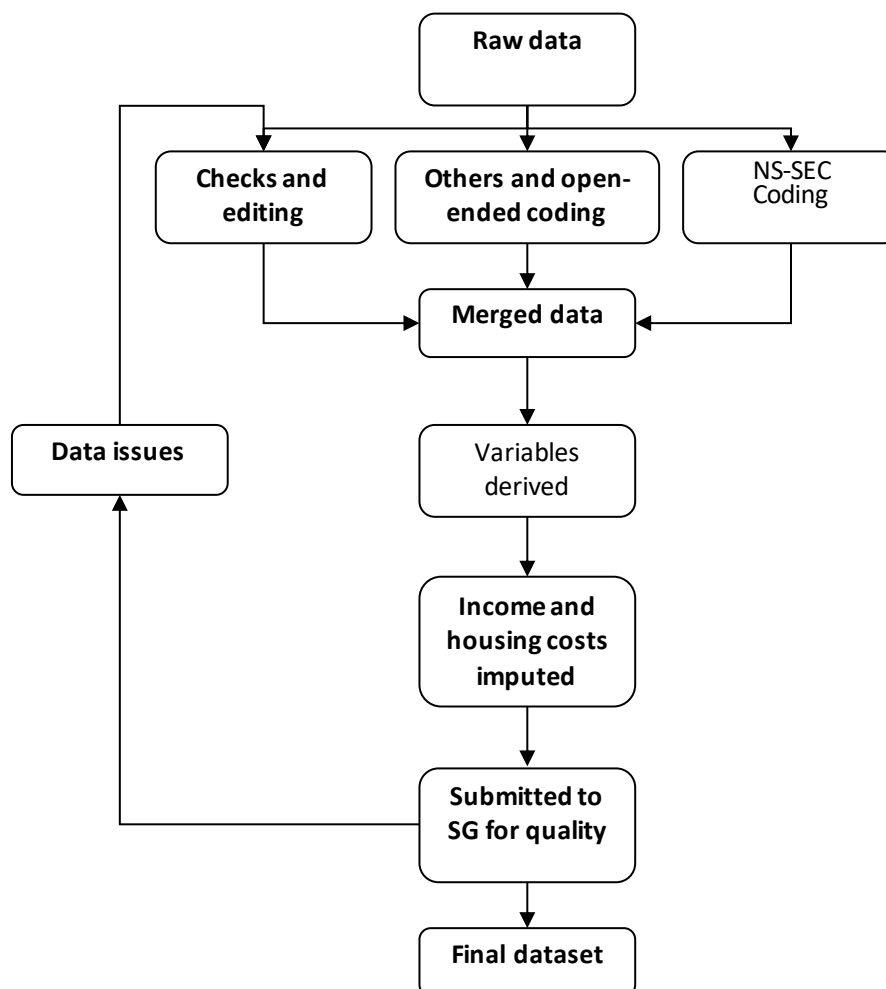 Raw data
Checks and
editing
Others and open-
ended coding
NS-SEC
Coding
Merged data
Data issues
Variables
derived
Income and
housing costs
imputed
Submitted to
SG for quality
Final dataset